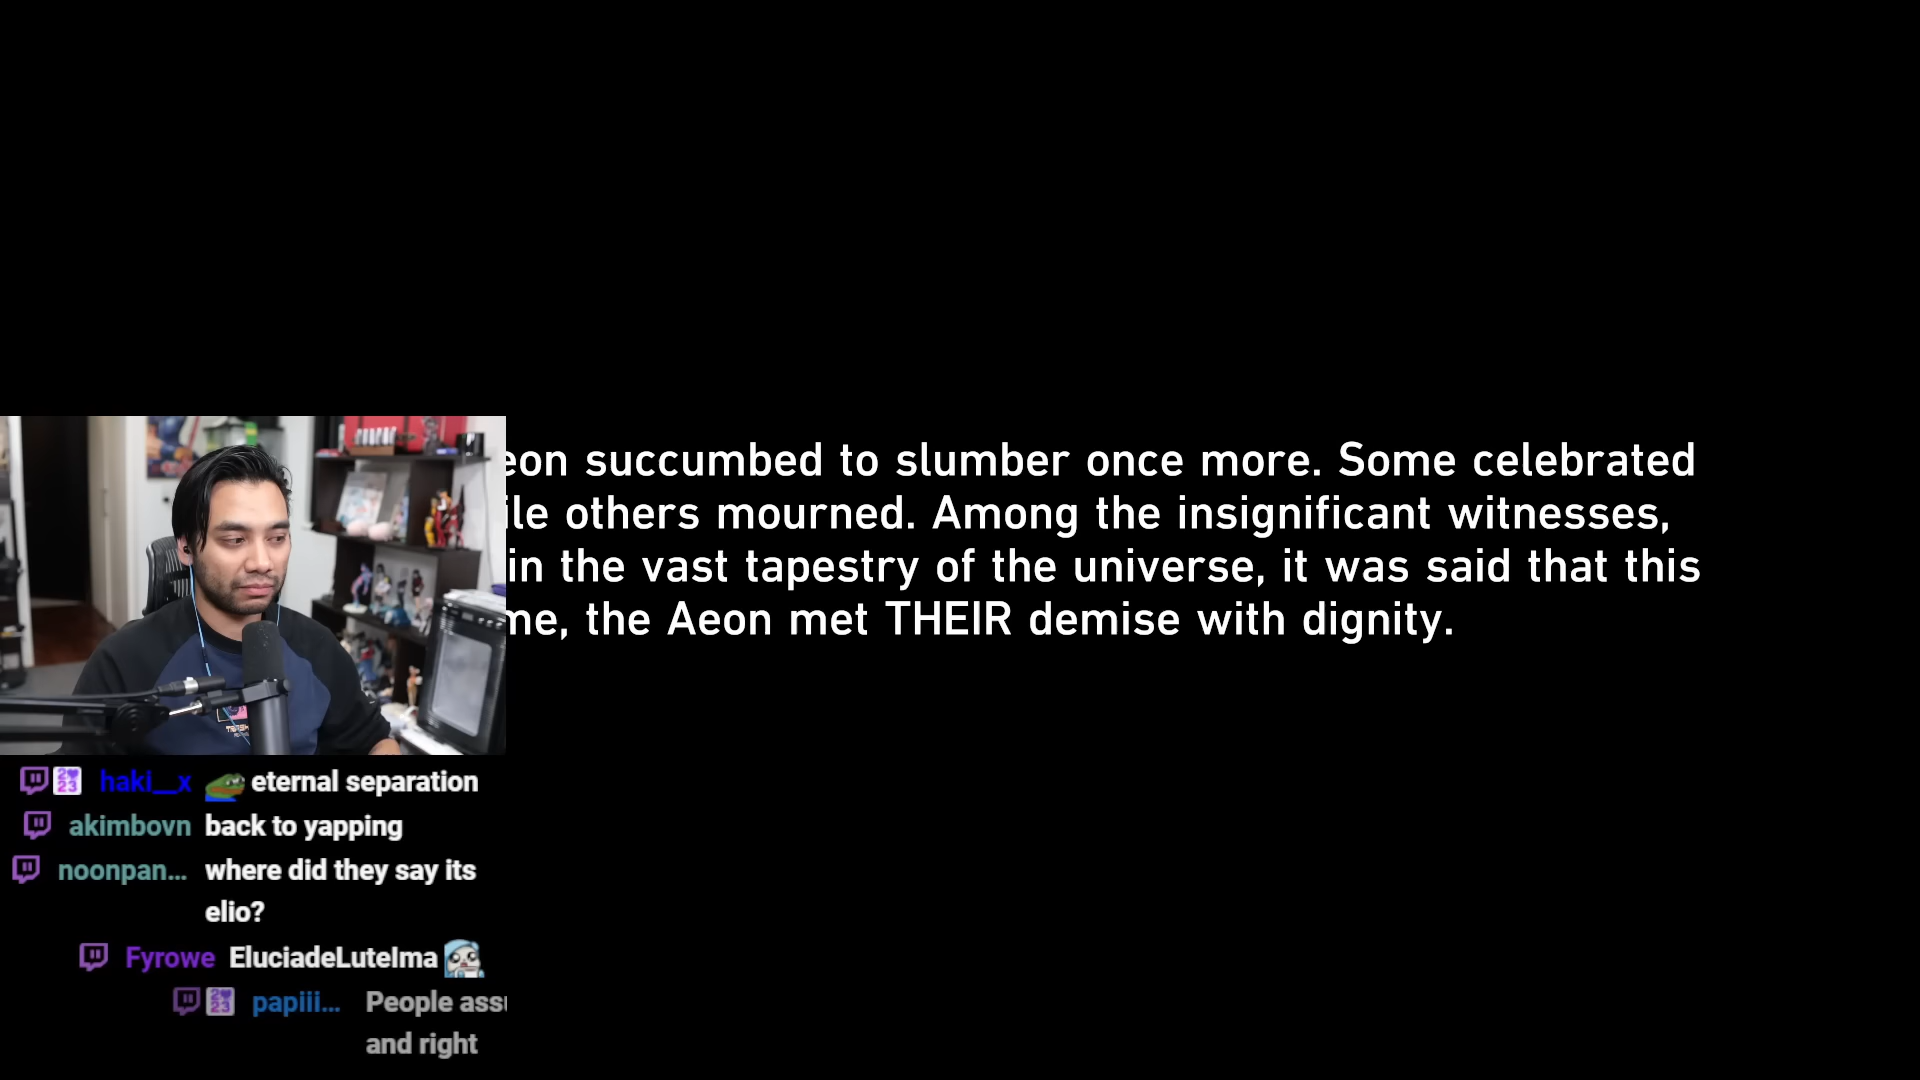 eon succumbed to slumber once more. Some celebrated
ile others mourned. Among the insignificant witnesses,
in the vast tapestry of the universe, it was said that this
me, the Aeon met THEIR demise with dignity.
haki__x eternal separation
akimbovn back to yapping
noonpan... where did they say its
elio?
Fyrowe EluciadeLuteIma
papiii... People ass
and right